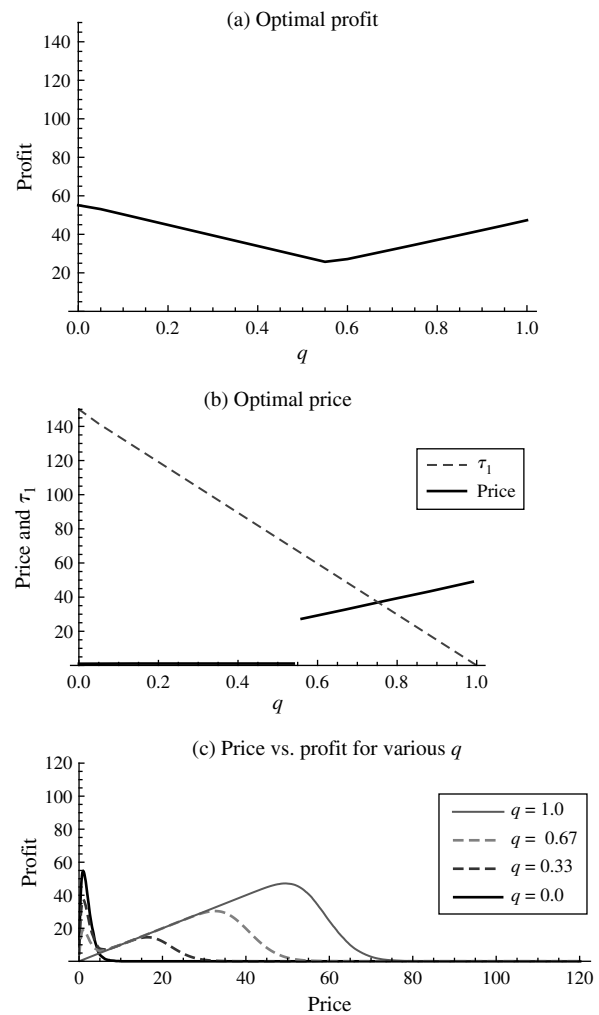 (a) Optimal profit
140
120
100
80
60
40
20
Profit
0.0 0.2 0.4 0.6 0.8 1.0
q
(b) Optimal price
140
120
100
80
60
40
20
Price and τ1
τ1
Price
0.0 0.2 0.4 0.6 0.8 1.0
q
(c) Price vs. profit for various q
120
100
80
60
40
20
Profit
q = 1.0
q = 0.67
q = 0.33
q = 0.0
0 20 40 60 80 100 120
Price